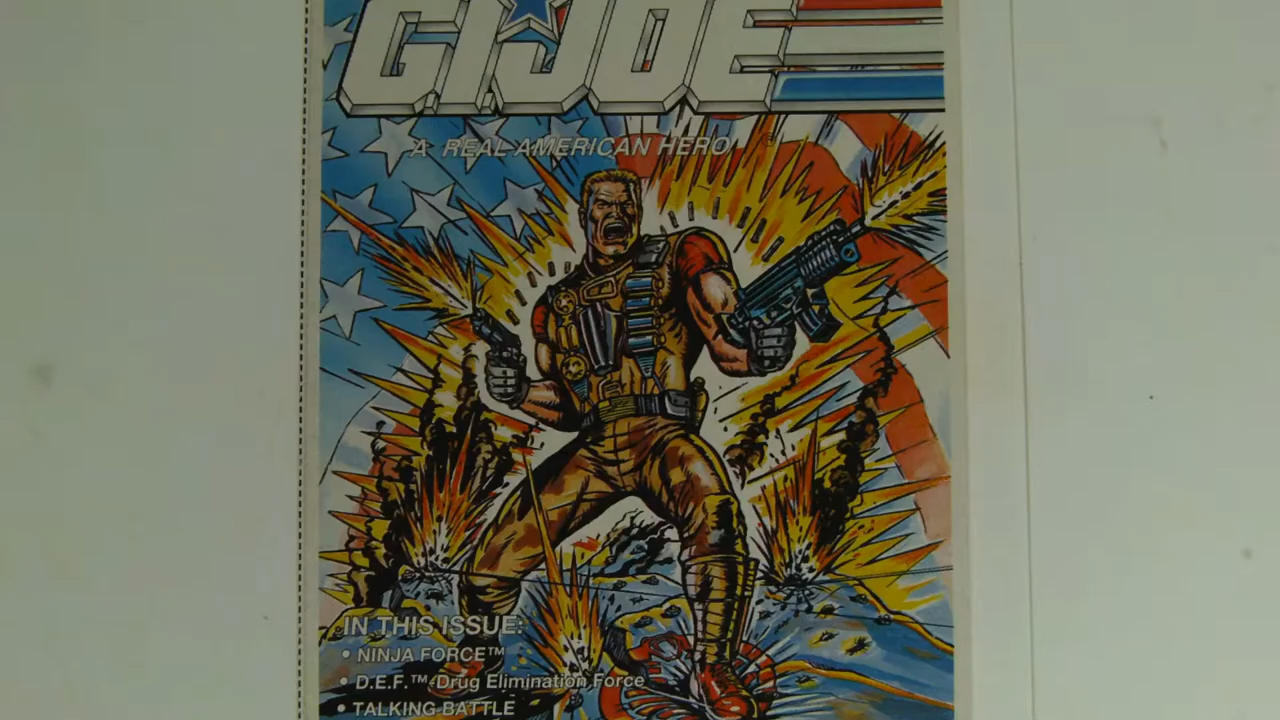 G.I. JOE
A REAL AMERICAN HERO
IN THIS ISSUE:
• NINJA FORCE™
• D.E.F.™-Drug Elimination Force
• TALKING BATTLE